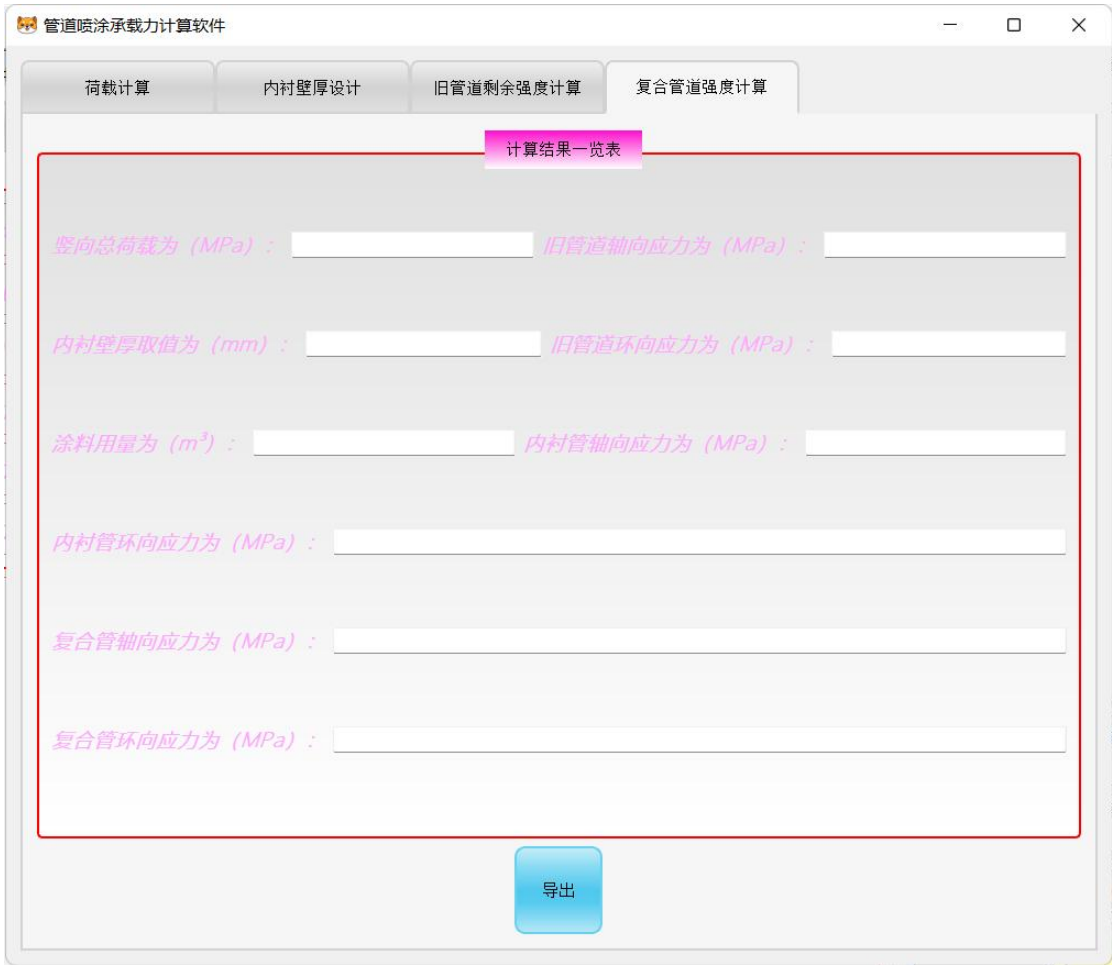 管道喷涂承载力计算软件
荷载计算 内衬壁厚设计 旧管道剩余强度计算 复合管道强度计算
计算结果一览表
竖向总荷载为（MPa）： 旧管道轴向应力为（MPa）：
内衬壁厚取值为（mm）： 旧管道环向应力为（MPa）：
涂料用量为（m³）： 内衬管轴向应力为（MPa）：
内衬管环向应力为（MPa）：
复合管轴向应力为（MPa）：
复合管环向应力为（MPa）：
导出